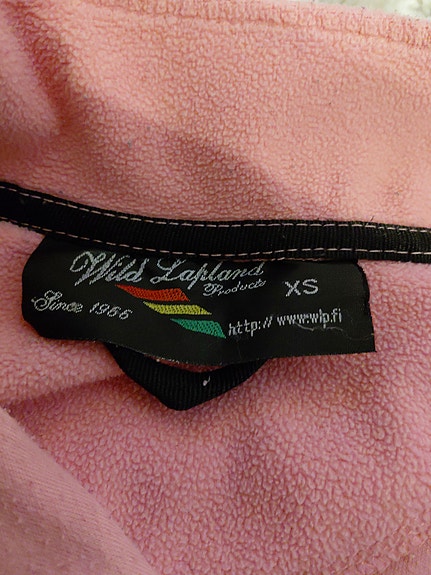 Wild Lapland
Products
XS
Since 1966
http://www.wlp.fi